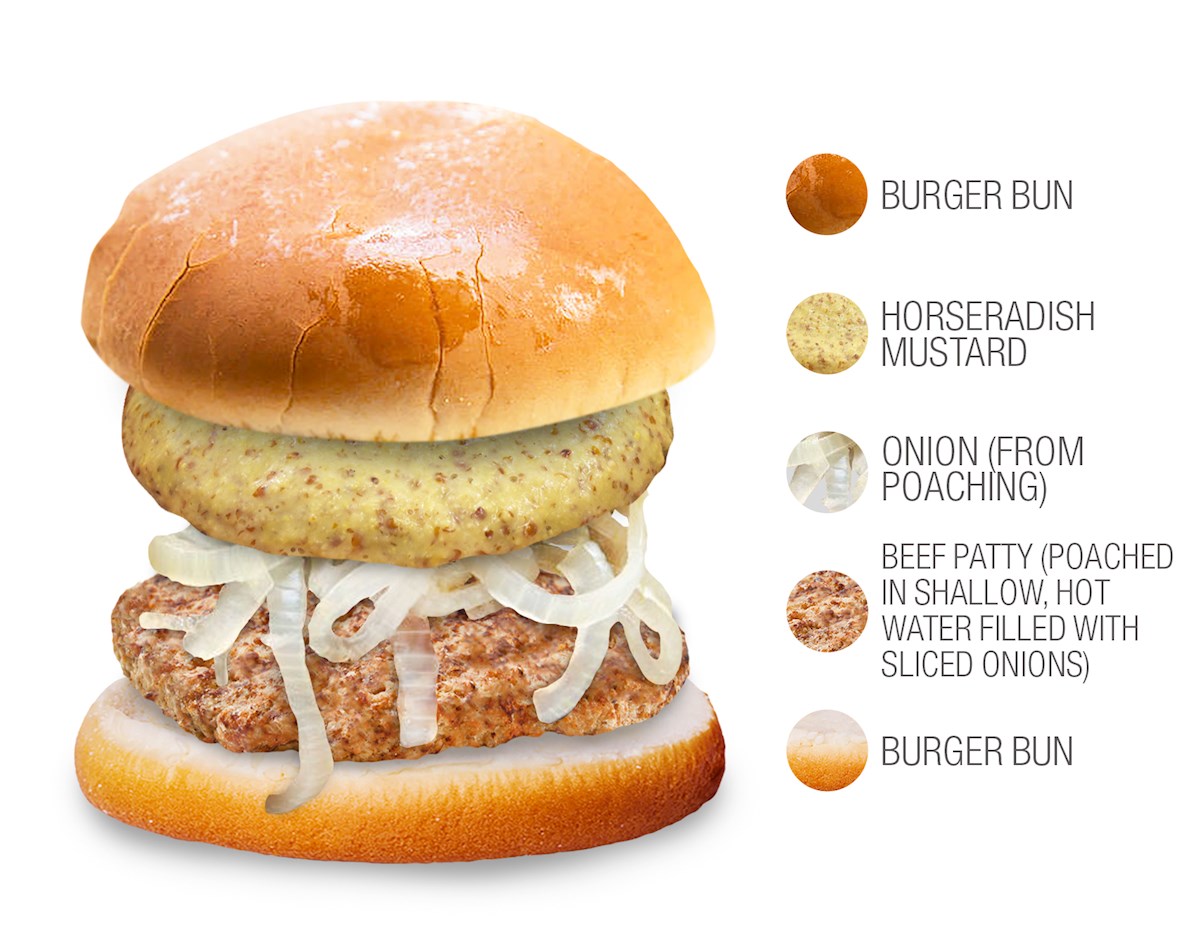 BURGER BUN
HORSERADISH
MUSTARD
ONION (FROM
POACHING)
BEEF PATTY (POACHED
IN SHALLOW, HOT
WATER FILLED WITH
SLICED ONIONS)
BURGER BUN